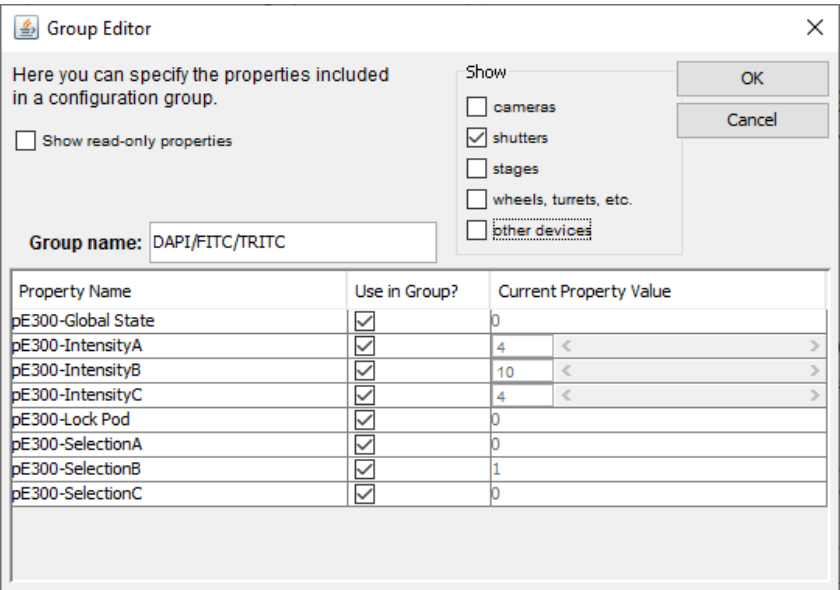 Group Editor
Here you can specify the properties included
in a configuration group.
Show read-only properties
Show
cameras
shutters
stages
wheels, turrets, etc.
other devices
OK
Cancel
Group name: DAPI/FITC/TRITC
Property Name Use in Group? Current Property Value
pE300-Global State 0
pE300-IntensityA 4
pE300-IntensityB 10
pE300-IntensityC 4
pE300-Lock Pod 0
pE300-SelectionA 0
pE300-SelectionB 1
pE300-SelectionC 0